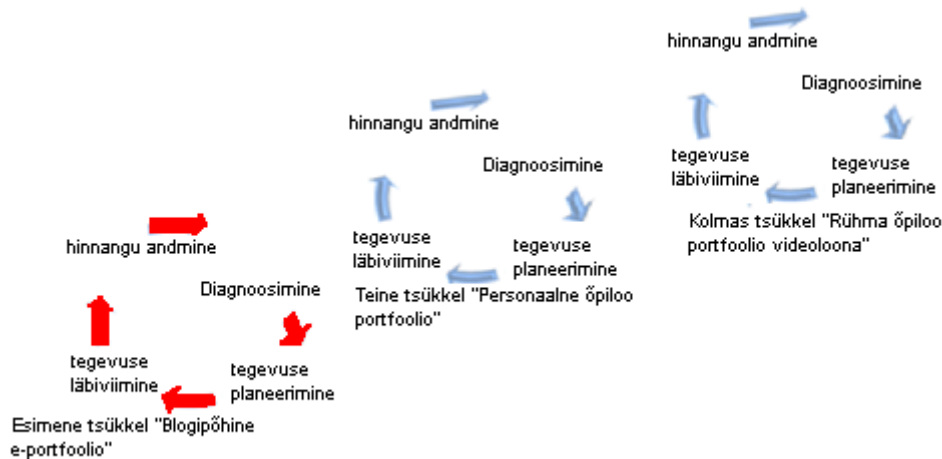 hinnangu andmine
Diagnoosimine
tegevuse
planeerimine
tegevuse
läbiviimine
Esimene tsükkel "Blogipõhine
e-portfoolio"
hinnangu andmine
Diagnoosimine
tegevuse
planeerimine
tegevuse
läbiviimine
Teine tsükkel "Personaalne õpiloo
portfoolio"
hinnangu andmine
Diagnoosimine
tegevuse
planeerimine
tegevuse
läbiviimine
Kolmas tsükkel "Rühma õpiloo
portfoolio videoloona"